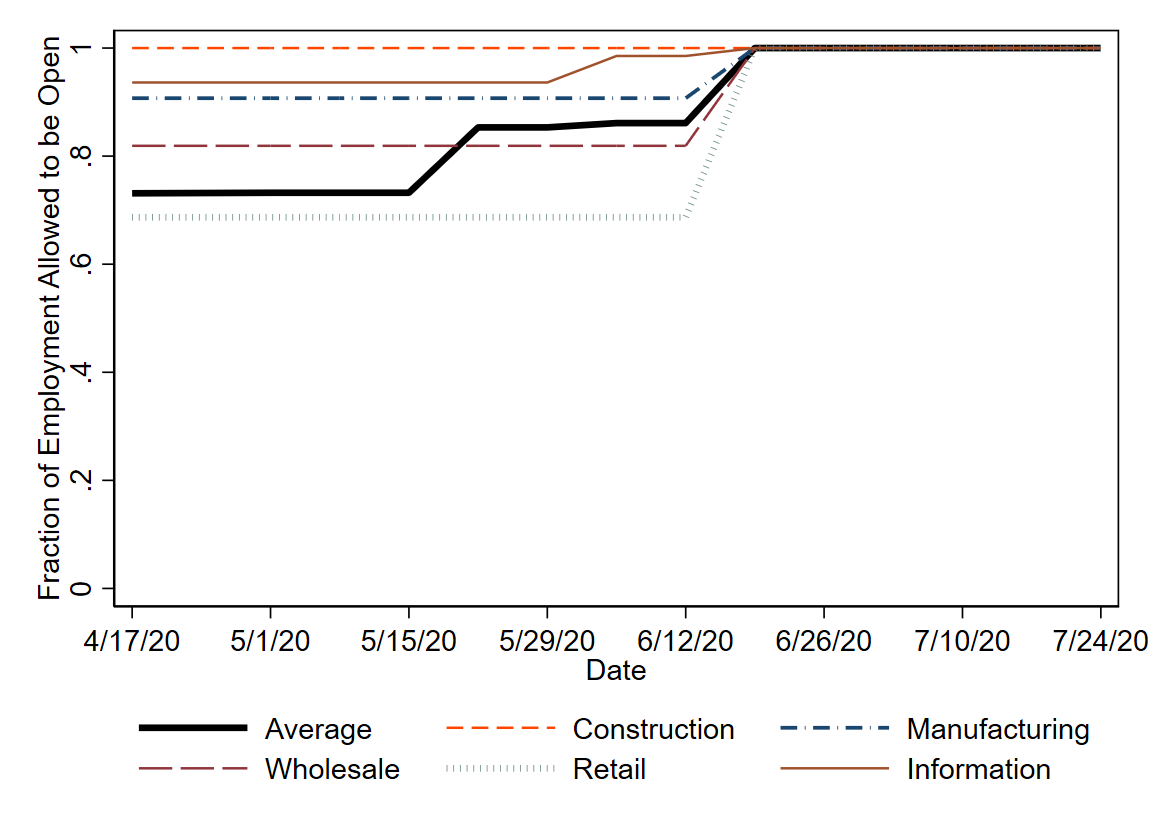 Fraction of Employment Allowed to be Open
1
.8
.6
.4
.2
0
4/17/20 5/1/20 5/15/20 5/29/20 6/12/20 6/26/20 7/10/20 7/24/20
Date
Average Construction Manufacturing
Wholesale Retail Information